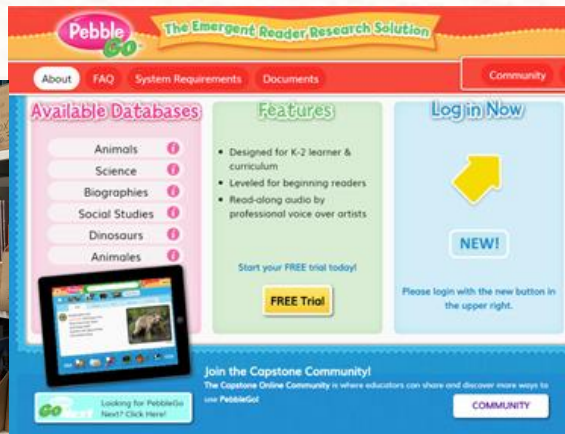 Pebble
Go
The Emergent Reader Research Solution
About
FAQ
System Requirements
Documents
Community
Available Databases
Animals
Science
Biographies
Social Studies
Dinosaurs
Animales
Features
Designed for K-2 learner &
curriculum
Leveled for beginning readers
Read-along audio by
professional voice over artists
Start your FREE trial today!
FREE Trial
Log in Now
NEW!
Please login with the new button in
the upper right.
Go Next
Looking for PebbleGo
Next? Click Here!
Join the Capstone Community!
The Capstone Online Community is where educators can share and discover more ways to
use PebbleGo!
COMMUNITY